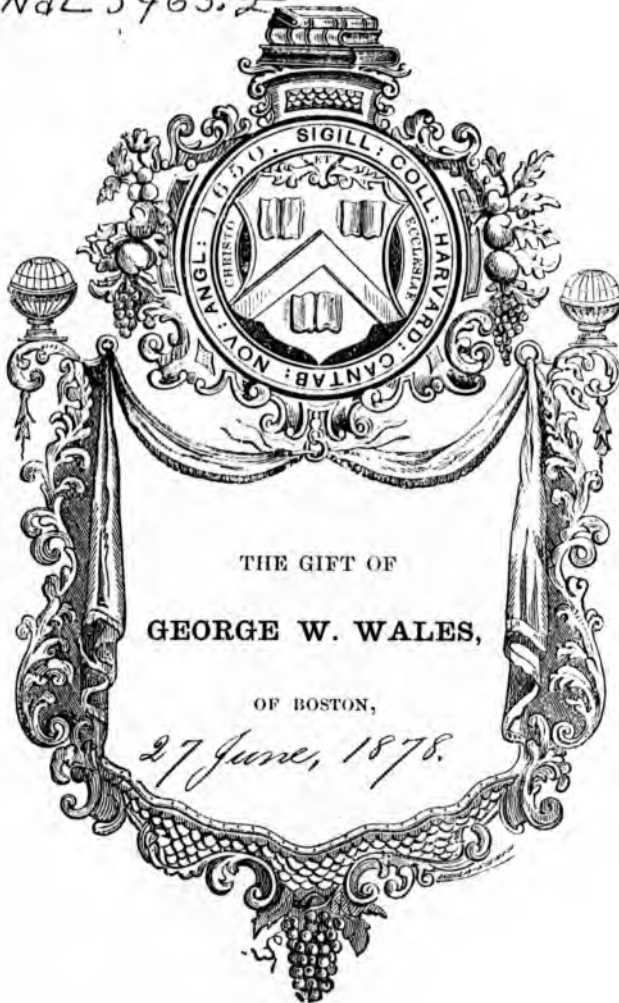 SIGILL: COLL: HARVARD: CANTAB: NOV: ANGL: 1650.
ET
CHRISTO
ECCLESIAE
THE GIFT OF
GEORGE W. WALES,
OF BOSTON,
27 June, 1878.